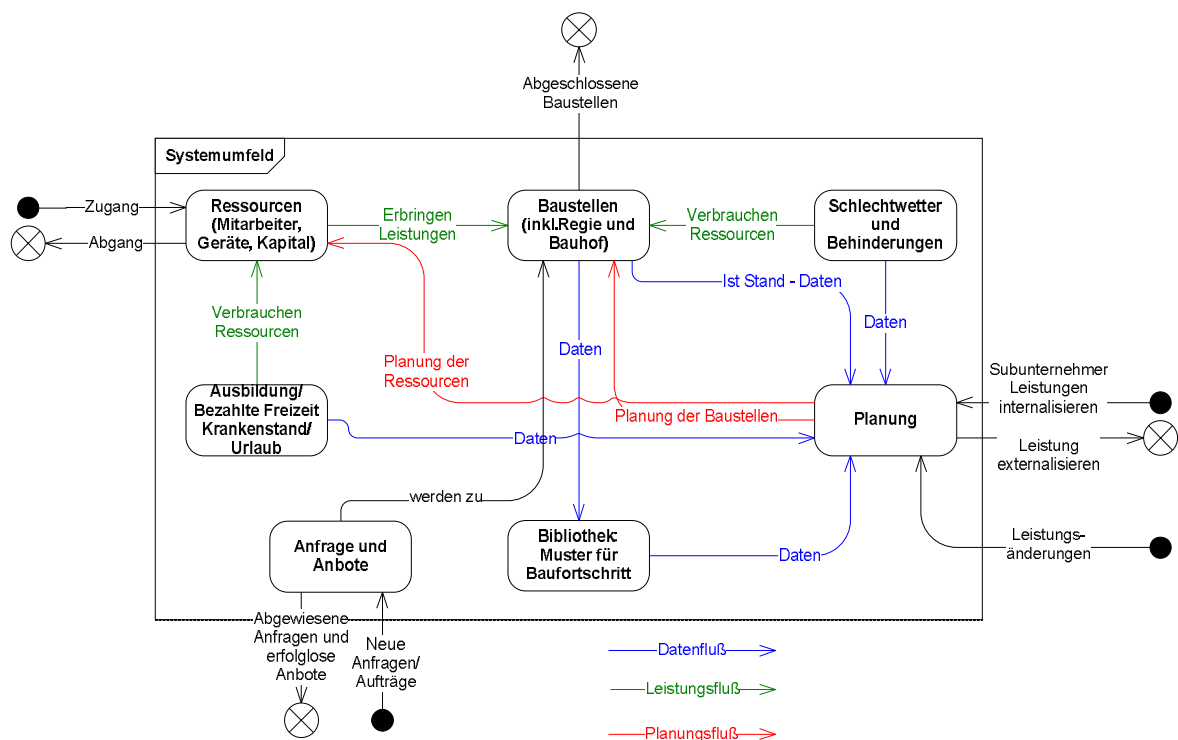 Abgeschlossene
Baustellen
Systemumfeld
Zugang
Abgang
Ressourcen
(Mitarbeiter,
Geräte, Kapital)
Erbringen
Leistungen
Baustellen
(inkl.Regie und
Bauhof)
Verbrauchen
Ressourcen
Schlechtwetter
und
Behinderungen
Ist Stand - Daten
Daten
Verbrauchen
Ressourcen
Daten
Planung der
Ressourcen
Ausbildung/
Bezahlte Freizeit
Krankenstand/
Urlaub
Planung der Baustellen
Planung
Subunternehmer
Leistungen
internalisieren
Leistung
externalisieren
Daten
werden zu
Anfrage und
Anbote
Bibliothek:
Muster für
Baufortschritt
Daten
Leistungs-
änderungen
Abgewiesene
Anfragen und
erfolglose
Anbote
Neue
Anfragen/
Aufträge
Datenfluß
Leistungsfluß
Planungsfluß